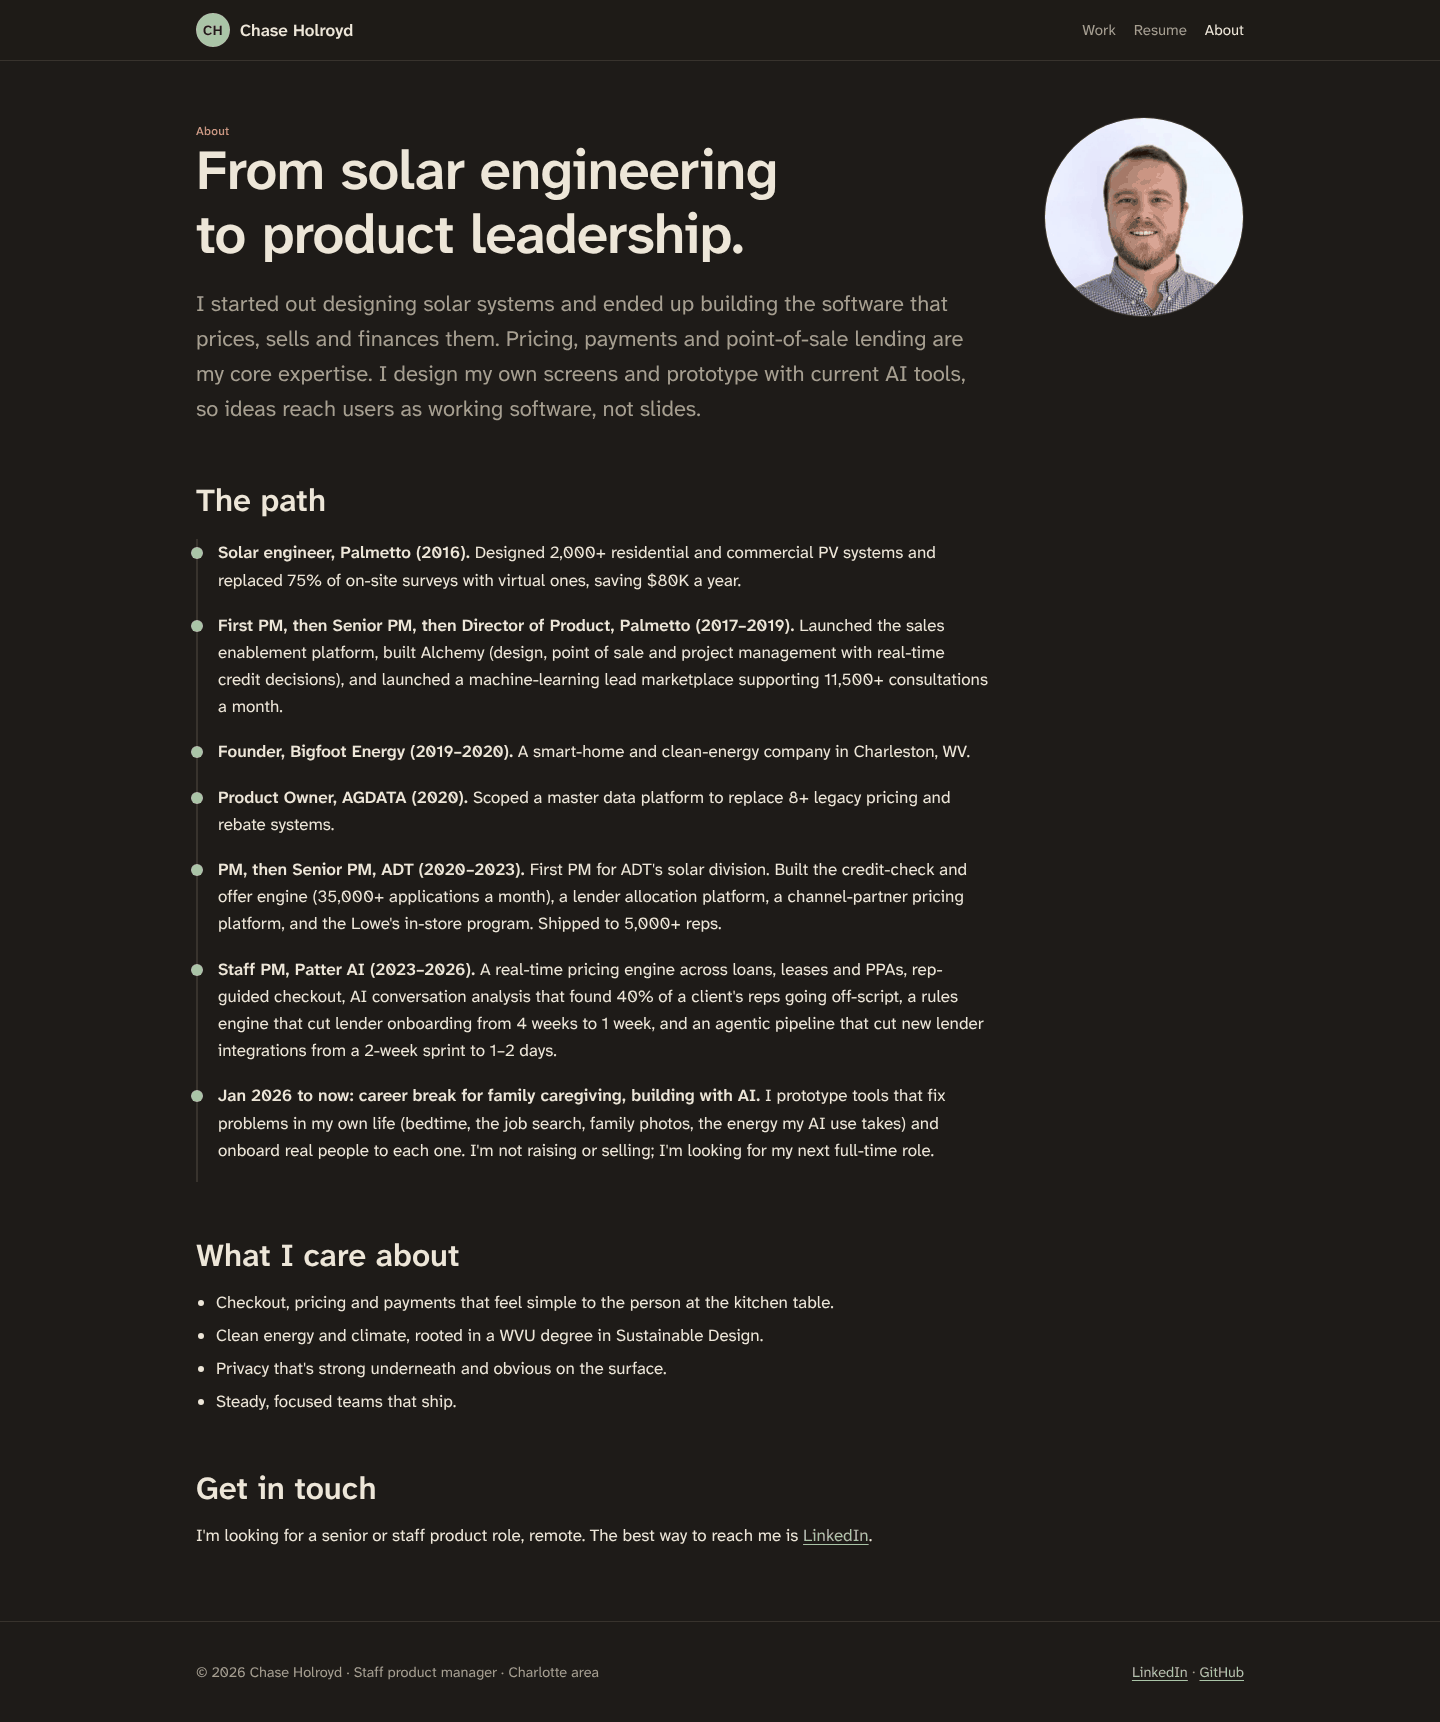 CH Chase Holroyd
Work Resume About
About
From solar engineering
to product leadership.
I started out designing solar systems and ended up building the software that
prices, sells and finances them. Pricing, payments and point-of-sale lending are
my core expertise. I design my own screens and prototype with current AI tools,
so ideas reach users as working software, not slides.
The path
Solar engineer, Palmetto (2016). Designed 2,000+ residential and commercial PV systems and
replaced 75% of on-site surveys with virtual ones, saving $80K a year.
First PM, then Senior PM, then Director of Product, Palmetto (2017–2019). Launched the sales
enablement platform, built Alchemy (design, point of sale and project management with real-time
credit decisions), and launched a machine-learning lead marketplace supporting 11,500+ consultations
a month.
Founder, Bigfoot Energy (2019–2020). A smart-home and clean-energy company in Charleston, WV.
Product Owner, AGDATA (2020). Scoped a master data platform to replace 8+ legacy pricing and
rebate systems.
PM, then Senior PM, ADT (2020–2023). First PM for ADT's solar division. Built the credit-check and
offer engine (35,000+ applications a month), a lender allocation platform, a channel-partner pricing
platform, and the Lowe's in-store program. Shipped to 5,000+ reps.
Staff PM, Patter AI (2023–2026). A real-time pricing engine across loans, leases and PPAs, rep-
guided checkout, AI conversation analysis that found 40% of a client's reps going off-script, a rules
engine that cut lender onboarding from 4 weeks to 1 week, and an agentic pipeline that cut new lender
integrations from a 2-week sprint to 1–2 days.
Jan 2026 to now: career break for family caregiving, building with AI. I prototype tools that fix
problems in my own life (bedtime, the job search, family photos, the energy my AI use takes) and
onboard real people to each one. I'm not raising or selling; I'm looking for my next full-time role.
What I care about
• Checkout, pricing and payments that feel simple to the person at the kitchen table.
• Clean energy and climate, rooted in a WVU degree in Sustainable Design.
• Privacy that's strong underneath and obvious on the surface.
• Steady, focused teams that ship.
Get in touch
I'm looking for a senior or staff product role, remote. The best way to reach me is LinkedIn.
© 2026 Chase Holroyd · Staff product manager · Charlotte area
LinkedIn · GitHub